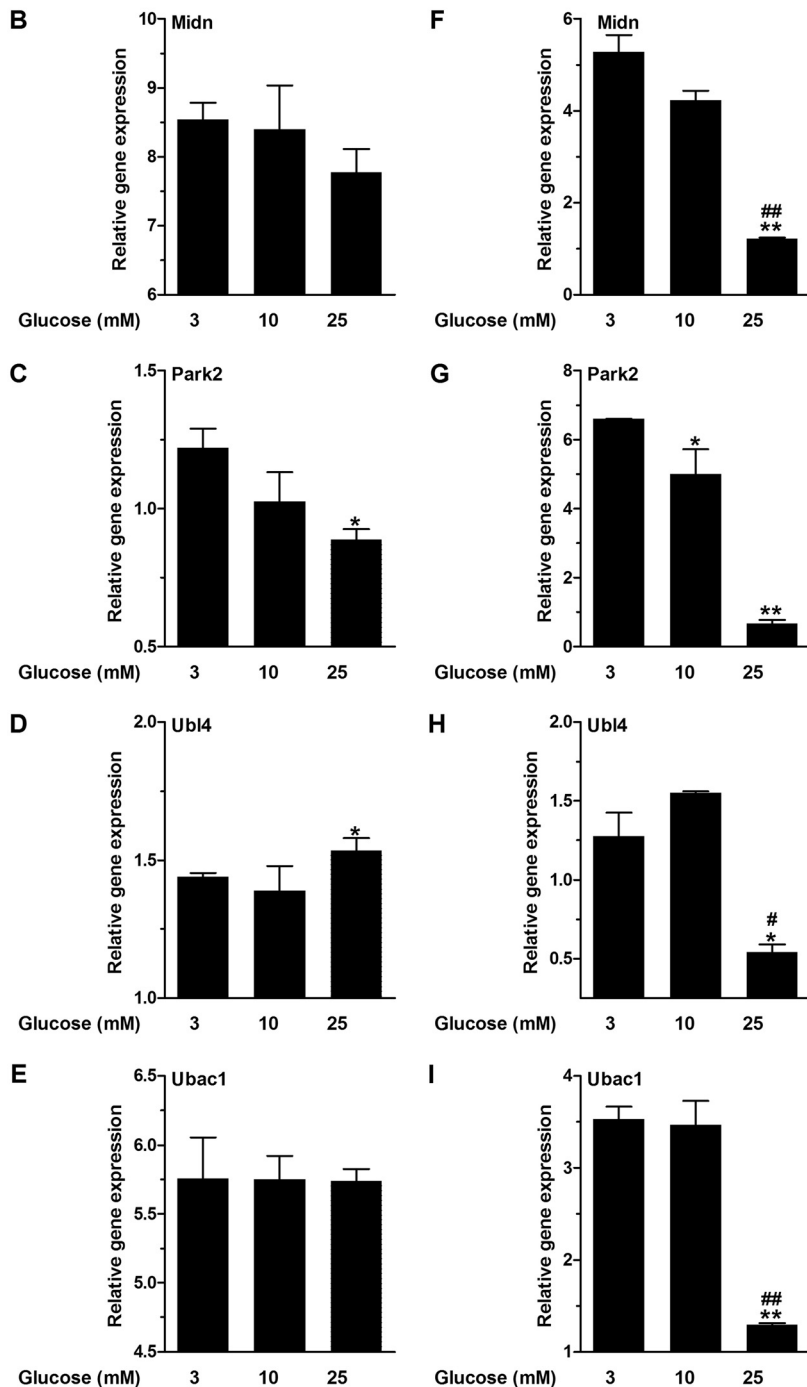 B
Midn
Relative gene expression
10
9
8
7
6
Glucose (mM) 3 10 25
F
Midn
Relative gene expression
6
4
2
0
##
**
3 10 25
Glucose (mM)
C
Park2
Relative gene expression
1.5
1.0
0.5
*
Glucose (mM) 3 10 25
G
Park2
Relative gene expression
8
6
4
2
0
*
**
Glucose (mM) 3 10 25
D
Ubl4
Relative gene expression
2.0
1.5
1.0
*
Glucose (mM) 3 10 25
H
Ubl4
Relative gene expression
2.0
1.5
1.0
0.5
#
*
Glucose (mM) 3 10 25
E
Ubac1
Relative gene expression
6.5
6.0
5.5
5.0
4.5
Glucose (mM) 3 10 25
I
Ubac1
Relative gene expression
4
3
2
1
##
**
Glucose (mM) 3 10 25